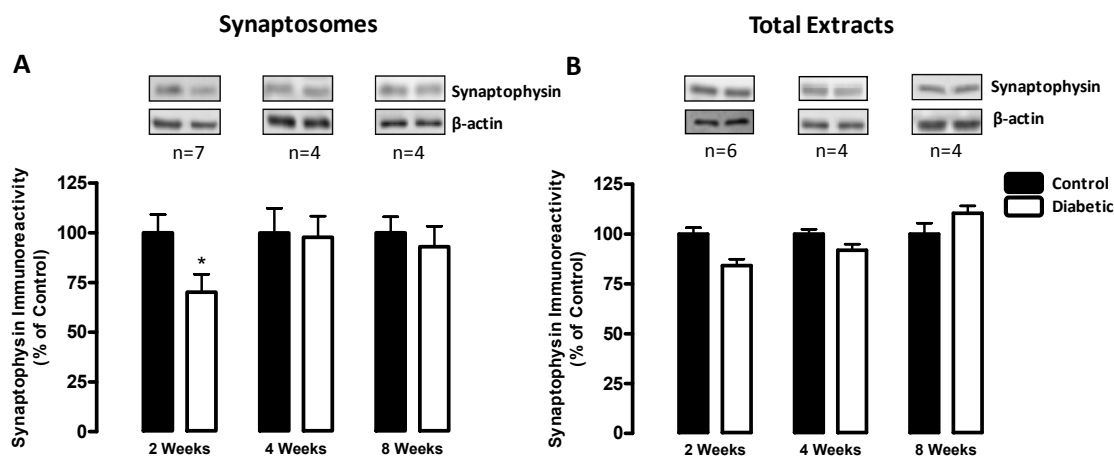 Synaptosomes
A
Synaptophysin
β-actin
n=7 n=4 n=4
Synaptophysin Immunoreactivity
(% of Control)
125
100
75
50
25
0
*
2 Weeks 4 Weeks 8 Weeks
Total Extracts
B
Synaptophysin
β-actin
n=6 n=4 n=4
Control
Diabetic
Synaptophysin Immunoreactivity
(% of Control)
125
100
75
50
25
0
2 Weeks 4 Weeks 8 Weeks